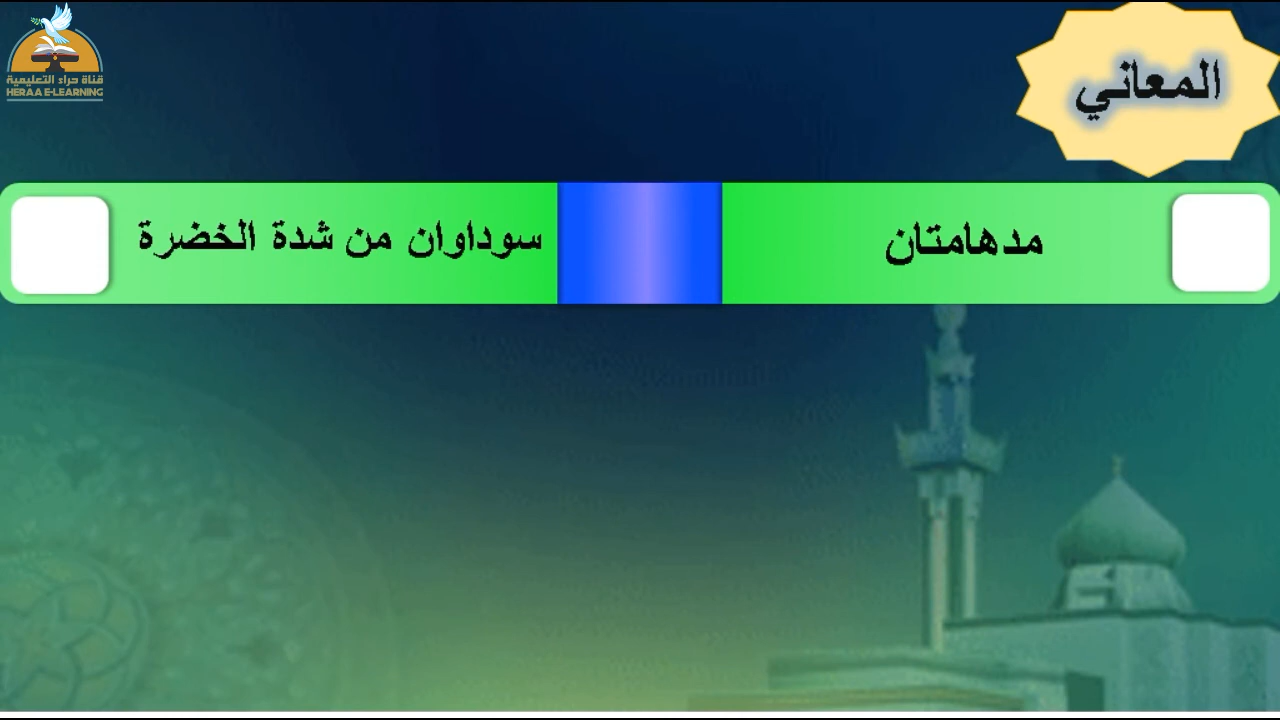 المعاني
مدهامتان
سوداوان من شدة الخضرة
قناة حراء التعليمية
HERAA E-LEARNING